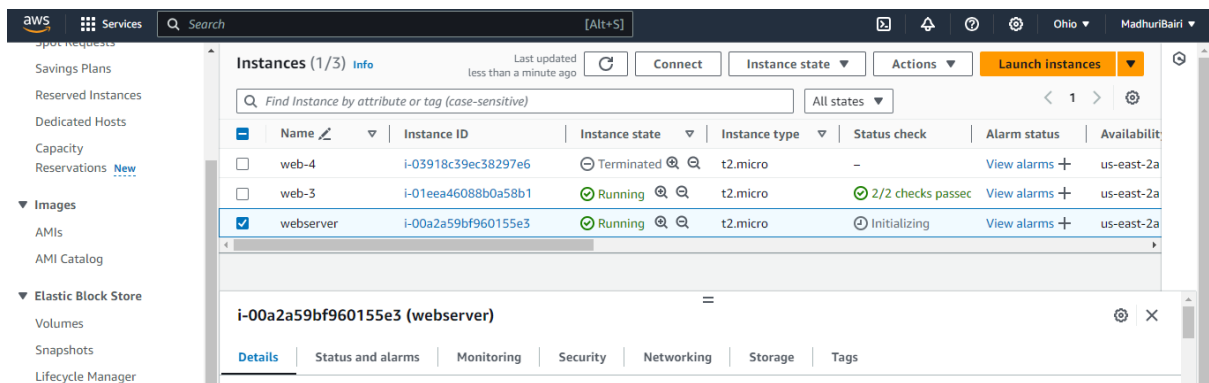 aws Services Search [Alt+S] Ohio MadhuriBairi
Spot Requests
Savings Plans
Reserved Instances
Dedicated Hosts
Capacity
Reservations New
Images
AMIs
AMI Catalog
Elastic Block Store
Volumes
Snapshots
Lifecycle Manager
Instances (1/3) Info
Last updated
less than a minute ago
Connect Instance state Actions Launch instances
Find Instance by attribute or tag (case-sensitive) All states 1
Name Instance ID Instance state Instance type Status check Alarm status Availabilit
web-4 i-03918c39ec38297e6 Terminated t2.micro – View alarms + us-east-2a
web-3 i-01eea46088b0a58b1 Running t2.micro 2/2 checks passec View alarms + us-east-2a
webserver i-00a2a59bf960155e3 Running t2.micro Initializing View alarms + us-east-2a
i-00a2a59bf960155e3 (webserver)
Details Status and alarms Monitoring Security Networking Storage Tags